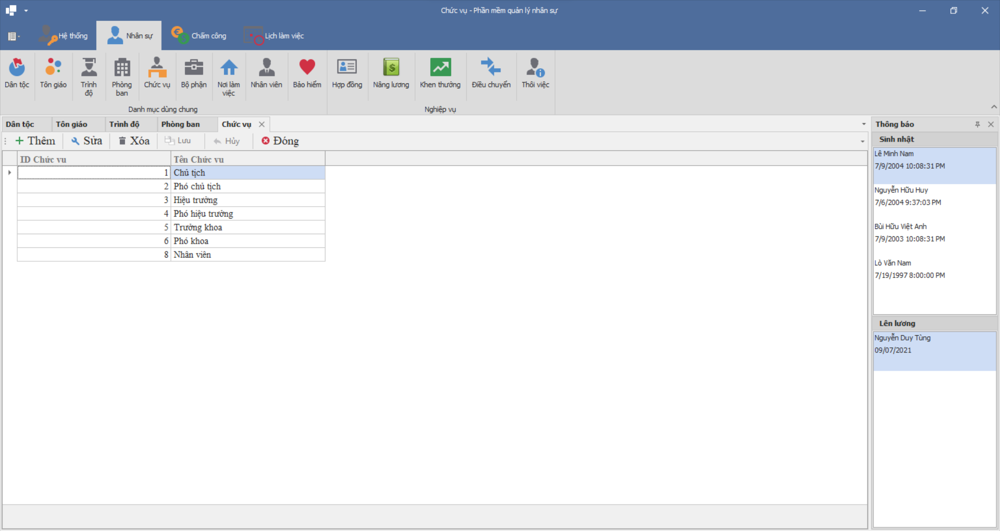 Chức vụ - Phần mềm quản lý nhân sự
Hệ thống
Nhân sự
Chấm công
Lịch làm việc
Dân tộc
Tôn giáo
Trình độ
Phòng ban
Chức vụ
Bộ phận
Nơi làm việc
Nhân viên
Bảo hiểm
Hợp đồng
Nâng lương
Khen thưởng
Điều chuyển
Thôi việc
Danh mục dùng chung
Nghiệp vụ
Dân tộc
Tôn giáo
Trình độ
Phòng ban
Chức vụ
Thêm
Sửa
Xóa
Lưu
Hủy
Đóng
ID Chức vu
Tên Chức vu
1 Chủ tịch
2 Phó chủ tịch
3 Hiệu trưởng
4 Phó hiệu trưởng
5 Trưởng khoa
6 Phó khoa
8 Nhân viên
Thông báo
Sinh nhật
Lê Minh Nam
7/9/2004 10:08:31 PM
Nguyễn Hữu Huy
7/6/2004 9:37:03 PM
Bùi Hữu Việt Anh
7/9/2003 10:08:31 PM
Lò Văn Nam
7/19/1997 8:00:00 PM
Lên lương
Nguyễn Duy Tùng
09/07/2021